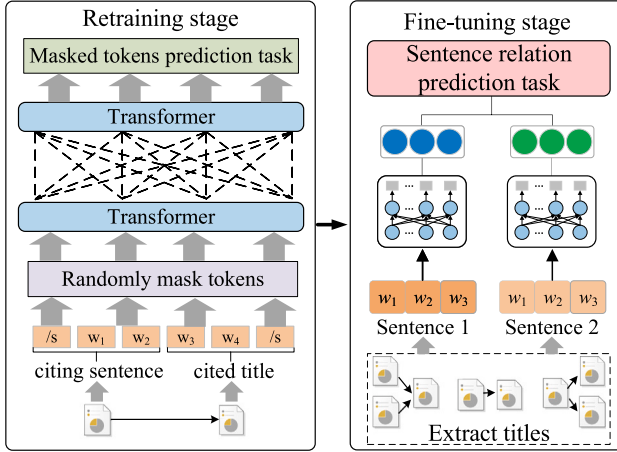 Retraining stage
Masked tokens prediction task
Transformer
Transformer
Randomly mask tokens
/s w₁ w₂ w₃ w₄ /s
citing sentence cited title
Fine-tuning stage
Sentence relation
prediction task
... ...
... ...
... ...
w₁ w₂ w₃ w₁ w₂ w₃
Sentence 1 Sentence 2
Extract titles